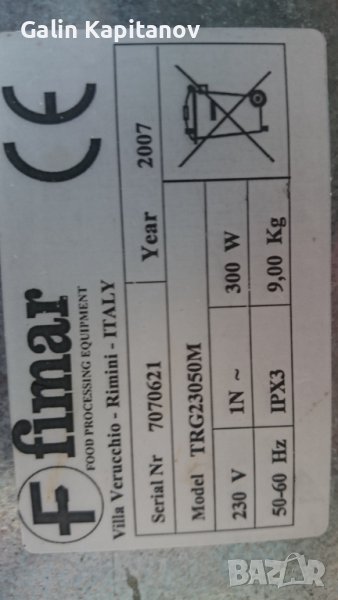 Galin Kapitanov
fimar
CE
FOOD PROCESSING EQUIPMENT
Villa Verucchio - Rimini - ITALY
Serial Nr 7070621 Year 2007
Model TRG23050M
230 V 1N ~ 300 W
50-60 Hz IPX3 9,00 Kg
BAZAR